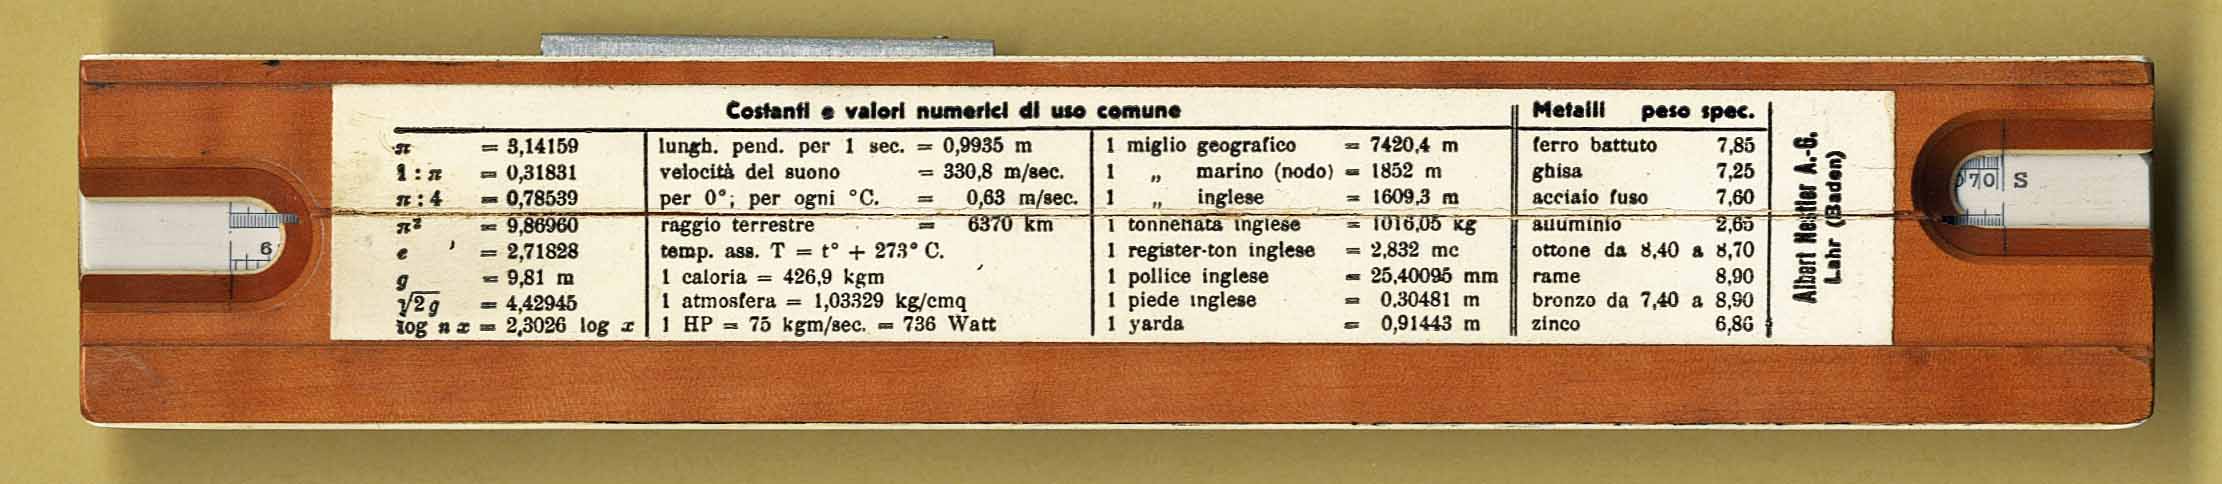 Costanti e valori numerici di uso comune
π = 3,14159
1 : π = 0,31831
π : 4 = 0,78539
π² = 9,86960
e = 2,71828
g = 9,81 m
√2g = 4,42945
log n x = 2,3026 log x
lungh. pend. per 1 sec. = 0,9935 m
velocità del suono = 330,8 m/sec.
per 0°; per ogni °C. = 0,63 m/sec.
raggio terrestre = 6370 km
temp. ass. T = t° + 273° C.
1 caloria = 426,9 kgm
1 atmosfera = 1,03329 kg/cmq
1 HP = 75 kgm/sec. = 736 Watt
1 miglio geografico = 7420,4 m
1 „ marino (nodo) = 1852 m
1 „ inglese = 1609,3 m
1 tonnellata inglese = 1016,05 kg
1 register-ton inglese = 2,832 mc
1 pollice inglese = 25,40095 mm
1 piede inglese = 0,30481 m
1 yarda = 0,91443 m
Metalli peso spec.
ferro battuto 7,85
ghisa 7,25
acciaio fuso 7,60
alluminio 2,65
ottone da 8,40 a 8,70
rame 8,90
bronzo da 7,40 a 8,90
zinco 6,86
Albert Nestler A.-G.
Lahr (Baden)
6
70 S